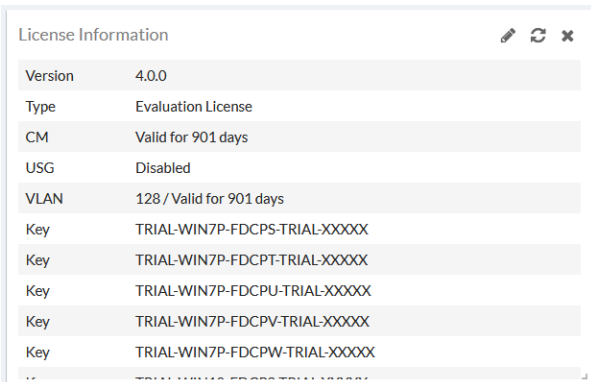 License Information
Version 4.0.0
Type Evaluation License
CM Valid for 901 days
USG Disabled
VLAN 128 / Valid for 901 days
Key TRIAL-WIN7P-FDCPS-TRIAL-XXXXX
Key TRIAL-WIN7P-FDCPT-TRIAL-XXXXX
Key TRIAL-WIN7P-FDCPU-TRIAL-XXXXX
Key TRIAL-WIN7P-FDCPV-TRIAL-XXXXX
Key TRIAL-WIN7P-FDCPW-TRIAL-XXXXX